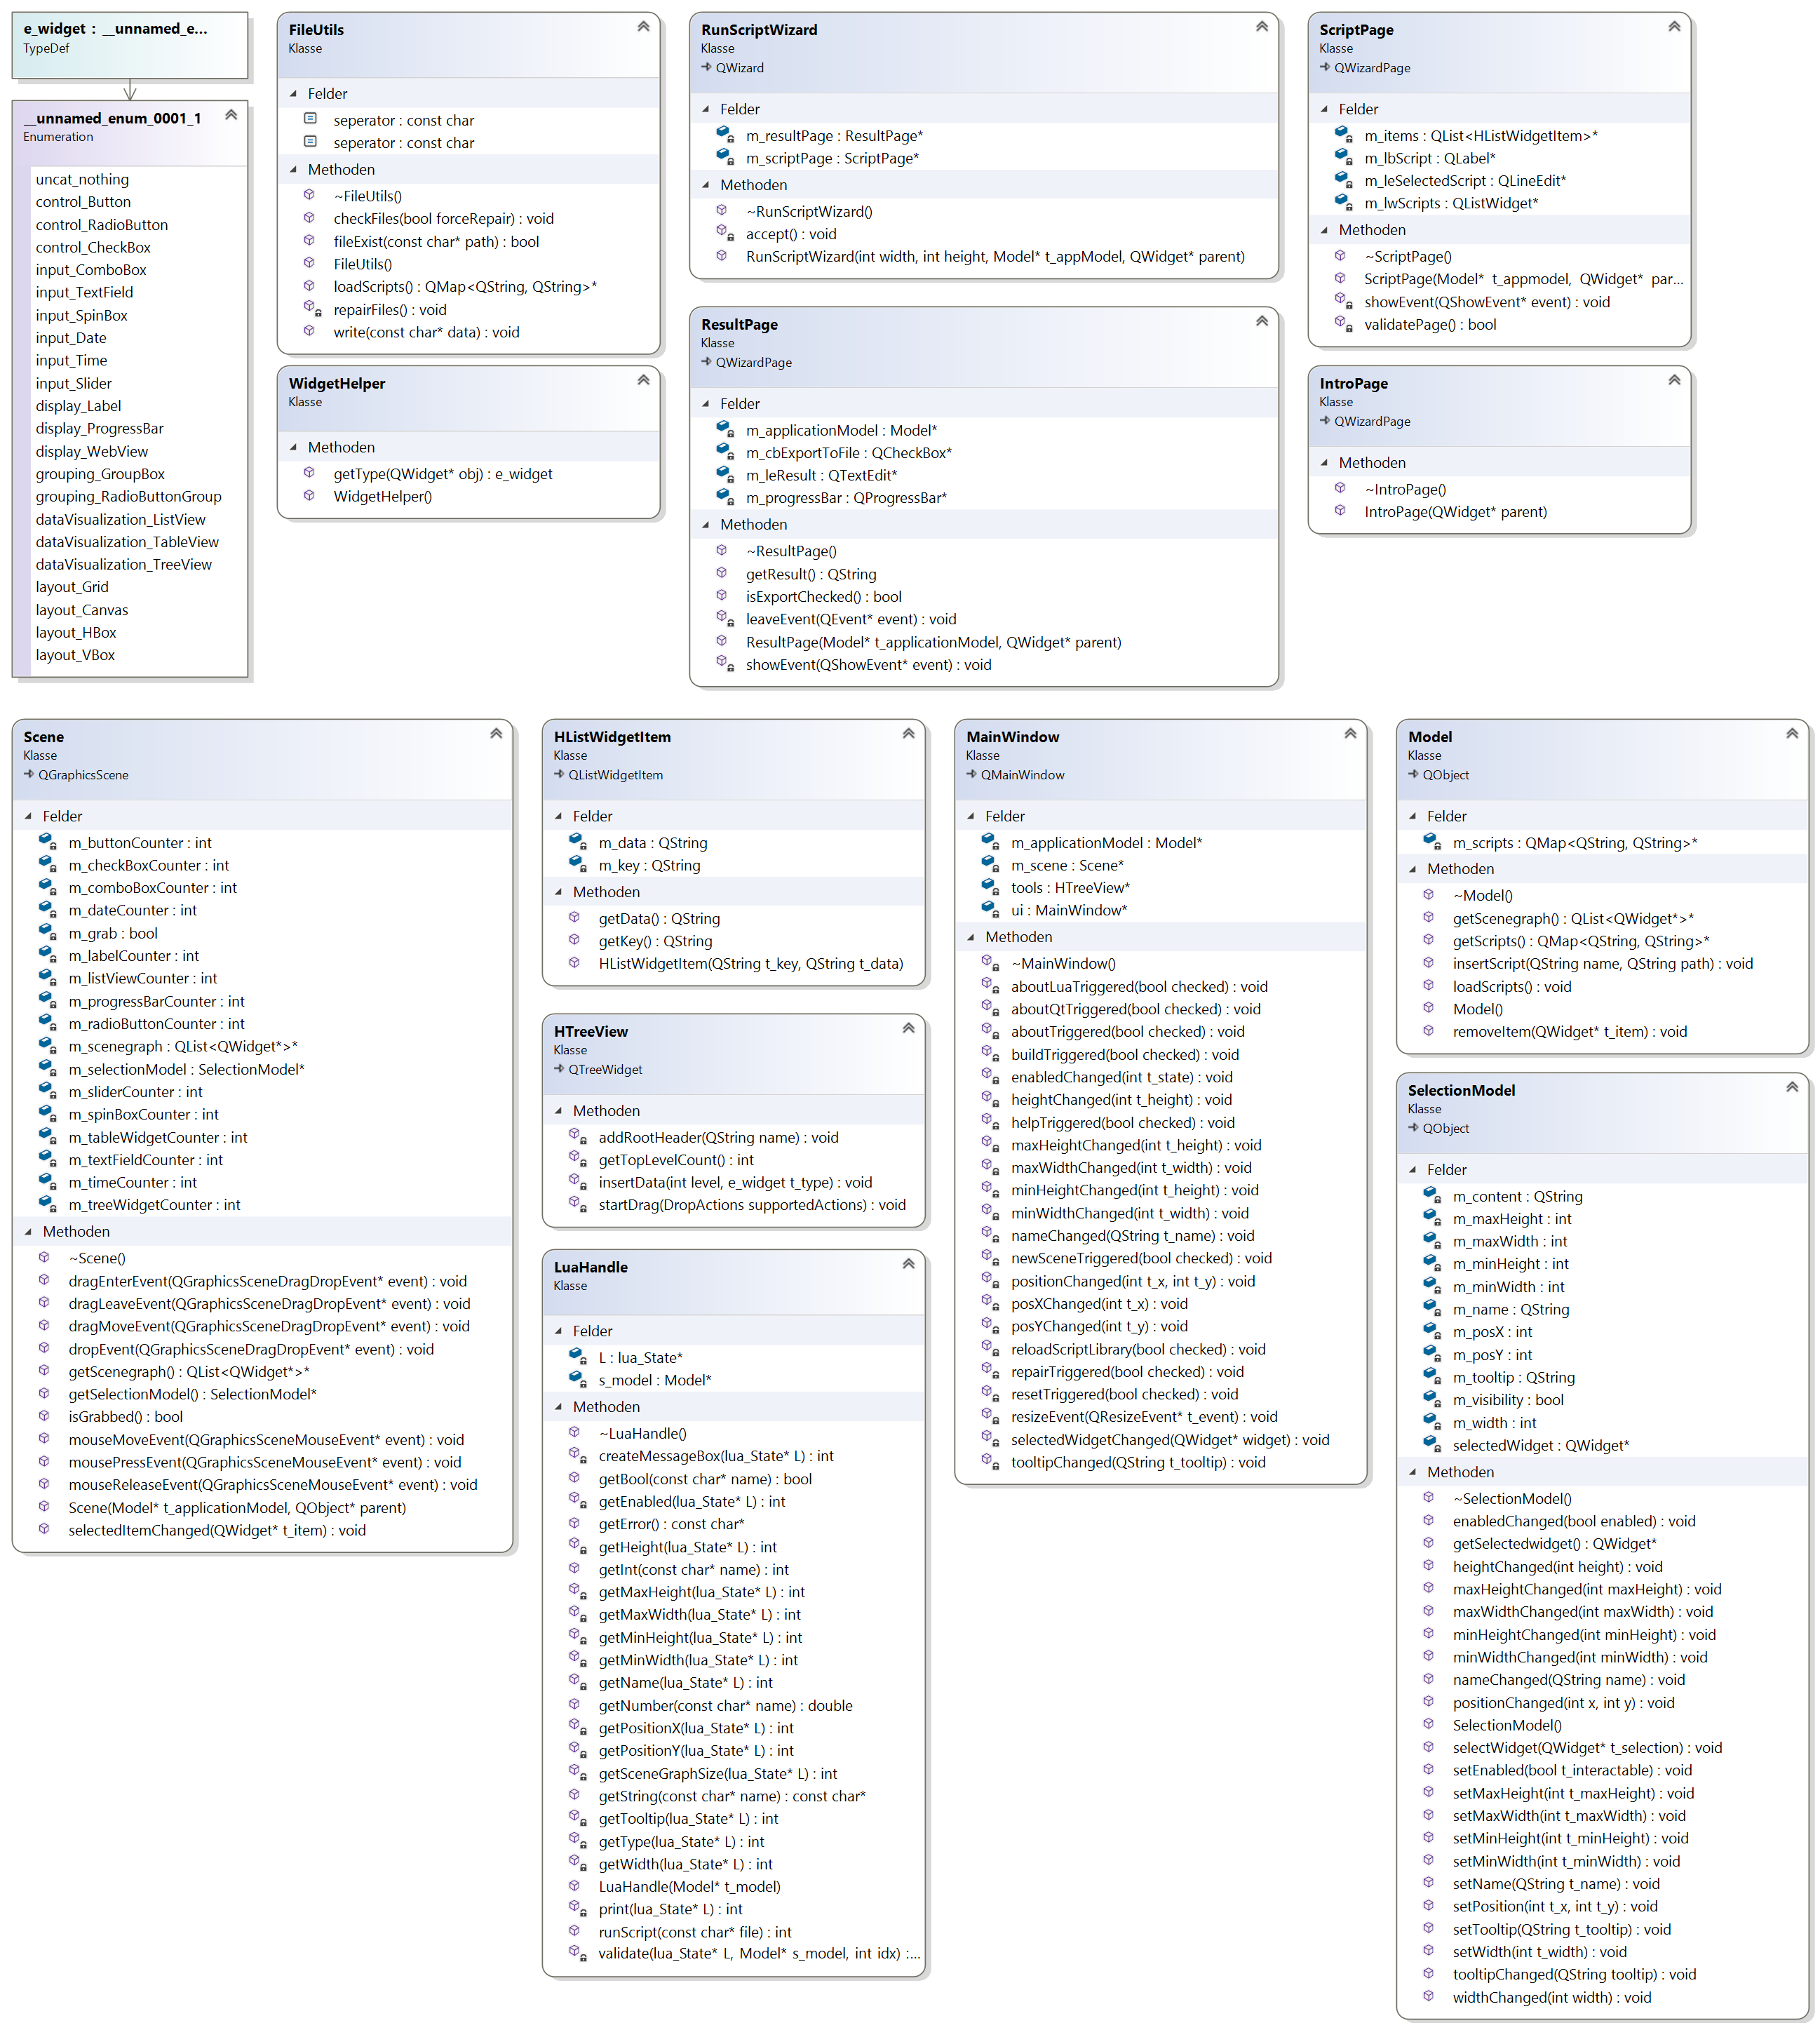 e_widget : __unnamed_e...
TypeDef
__unnamed_enum_0001_1
Enumeration
uncat_nothing
control_Button
control_RadioButton
control_CheckBox
input_ComboBox
input_TextField
input_SpinBox
input_Date
input_Time
input_Slider
display_Label
display_ProgressBar
display_WebView
grouping_GroupBox
grouping_RadioButtonGroup
dataVisualization_ListView
dataVisualization_TableView
dataVisualization_TreeView
layout_Grid
layout_Canvas
layout_HBox
layout_VBox
FileUtils
Klasse
Felder
seperator : const char
seperator : const char
Methoden
~FileUtils()
checkFiles(bool forceRepair) : void
fileExist(const char* path) : bool
FileUtils()
loadScripts() : QMap<QString, QString>*
repairFiles() : void
write(const char* data) : void
WidgetHelper
Klasse
Methoden
getType(QWidget* obj) : e_widget
WidgetHelper()
RunScriptWizard
Klasse
QWizard
Felder
m_resultPage : ResultPage*
m_scriptPage : ScriptPage*
Methoden
~RunScriptWizard()
accept() : void
RunScriptWizard(int width, int height, Model* t_appModel, QWidget* parent)
ResultPage
Klasse
QWizardPage
Felder
m_applicationModel : Model*
m_cbExportToFile : QCheckBox*
m_leResult : QTextEdit*
m_progressBar : QProgressBar*
Methoden
~ResultPage()
getResult() : QString
isExportChecked() : bool
leaveEvent(QEvent* event) : void
ResultPage(Model* t_applicationModel, QWidget* parent)
showEvent(QShowEvent* event) : void
ScriptPage
Klasse
QWizardPage
Felder
m_items : QList<HListWidgetItem>*
m_lbScript : QLabel*
m_leSelectedScript : QLineEdit*
m_lwScripts : QListWidget*
Methoden
~ScriptPage()
ScriptPage(Model* t_appmodel, QWidget* par...
showEvent(QShowEvent* event) : void
validatePage() : bool
IntroPage
Klasse
QWizardPage
Methoden
~IntroPage()
IntroPage(QWidget* parent)
Scene
Klasse
QGraphicsScene
Felder
m_buttonCounter : int
m_checkBoxCounter : int
m_comboBoxCounter : int
m_dateCounter : int
m_grab : bool
m_labelCounter : int
m_listViewCounter : int
m_progressBarCounter : int
m_radioButtonCounter : int
m_scenegraph : QList<QWidget*>*
m_selectionModel : SelectionModel*
m_sliderCounter : int
m_spinBoxCounter : int
m_tableWidgetCounter : int
m_textFieldCounter : int
m_timeCounter : int
m_treeWidgetCounter : int
Methoden
~Scene()
dragEnterEvent(QGraphicsSceneDragDropEvent* event) : void
dragLeaveEvent(QGraphicsSceneDragDropEvent* event) : void
dragMoveEvent(QGraphicsSceneDragDropEvent* event) : void
dropEvent(QGraphicsSceneDragDropEvent* event) : void
getScenegraph() : QList<QWidget*>*
getSelectionModel() : SelectionModel*
isGrabbed() : bool
mouseMoveEvent(QGraphicsSceneMouseEvent* event) : void
mousePressEvent(QGraphicsSceneMouseEvent* event) : void
mouseReleaseEvent(QGraphicsSceneMouseEvent* event) : void
Scene(Model* t_applicationModel, QObject* parent)
selectedItemChanged(QWidget* t_item) : void
HListWidgetItem
Klasse
QListWidgetItem
Felder
m_data : QString
m_key : QString
Methoden
getData() : QString
getKey() : QString
HListWidgetItem(QString t_key, QString t_data)
HTreeView
Klasse
QTreeWidget
Methoden
addRootHeader(QString name) : void
getTopLevelCount() : int
insertData(int level, e_widget t_type) : void
startDrag(DropActions supportedActions) : void
LuaHandle
Klasse
Felder
L : lua_State*
s_model : Model*
Methoden
~LuaHandle()
createMessageBox(lua_State* L) : int
getBool(const char* name) : bool
getEnabled(lua_State* L) : int
getError() : const char*
getHeight(lua_State* L) : int
getInt(const char* name) : int
getMaxHeight(lua_State* L) : int
getMaxWidth(lua_State* L) : int
getMinHeight(lua_State* L) : int
getMinWidth(lua_State* L) : int
getName(lua_State* L) : int
getNumber(const char* name) : double
getPositionX(lua_State* L) : int
getPositionY(lua_State* L) : int
getSceneGraphSize(lua_State* L) : int
getString(const char* name) : const char*
getTooltip(lua_State* L) : int
getType(lua_State* L) : int
getWidth(lua_State* L) : int
LuaHandle(Model* t_model)
print(lua_State* L) : int
runScript(const char* file) : int
validate(lua_State* L, Model* s_model, int idx) :...
MainWindow
Klasse
QMainWindow
Felder
m_applicationModel : Model*
m_scene : Scene*
tools : HTreeView*
ui : MainWindow*
Methoden
~MainWindow()
aboutLuaTriggered(bool checked) : void
aboutQtTriggered(bool checked) : void
aboutTriggered(bool checked) : void
buildTriggered(bool checked) : void
enabledChanged(int t_state) : void
heightChanged(int t_height) : void
helpTriggered(bool checked) : void
maxHeightChanged(int t_height) : void
maxWidthChanged(int t_width) : void
minHeightChanged(int t_height) : void
minWidthChanged(int t_width) : void
nameChanged(QString t_name) : void
newSceneTriggered(bool checked) : void
positionChanged(int t_x, int t_y) : void
posXChanged(int t_x) : void
posYChanged(int t_y) : void
reloadScriptLibrary(bool checked) : void
repairTriggered(bool checked) : void
resetTriggered(bool checked) : void
resizeEvent(QResizeEvent* t_event) : void
selectedWidgetChanged(QWidget* widget) : void
tooltipChanged(QString t_tooltip) : void
Model
Klasse
QObject
Felder
m_scripts : QMap<QString, QString>*
Methoden
~Model()
getScenegraph() : QList<QWidget*>*
getScripts() : QMap<QString, QString>*
insertScript(QString name, QString path) : void
loadScripts() : void
Model()
removeItem(QWidget* t_item) : void
SelectionModel
Klasse
QObject
Felder
m_content : QString
m_maxHeight : int
m_maxWidth : int
m_minHeight : int
m_minWidth : int
m_name : QString
m_posX : int
m_posY : int
m_tooltip : QString
m_visibility : bool
m_width : int
selectedWidget : QWidget*
Methoden
~SelectionModel()
enabledChanged(bool enabled) : void
getSelectedwidget() : QWidget*
heightChanged(int height) : void
maxHeightChanged(int maxHeight) : void
maxWidthChanged(int maxWidth) : void
minHeightChanged(int minHeight) : void
minWidthChanged(int minWidth) : void
nameChanged(QString name) : void
positionChanged(int x, int y) : void
SelectionModel()
selectWidget(QWidget* t_selection) : void
setEnabled(bool t_interactable) : void
setMaxHeight(int t_maxHeight) : void
setMaxWidth(int t_maxWidth) : void
setMinHeight(int t_minHeight) : void
setMinWidth(int t_minWidth) : void
setName(QString t_name) : void
setPosition(int t_x, int t_y) : void
setTooltip(QString t_tooltip) : void
setWidth(int t_width) : void
tooltipChanged(QString tooltip) : void
widthChanged(int width) : void